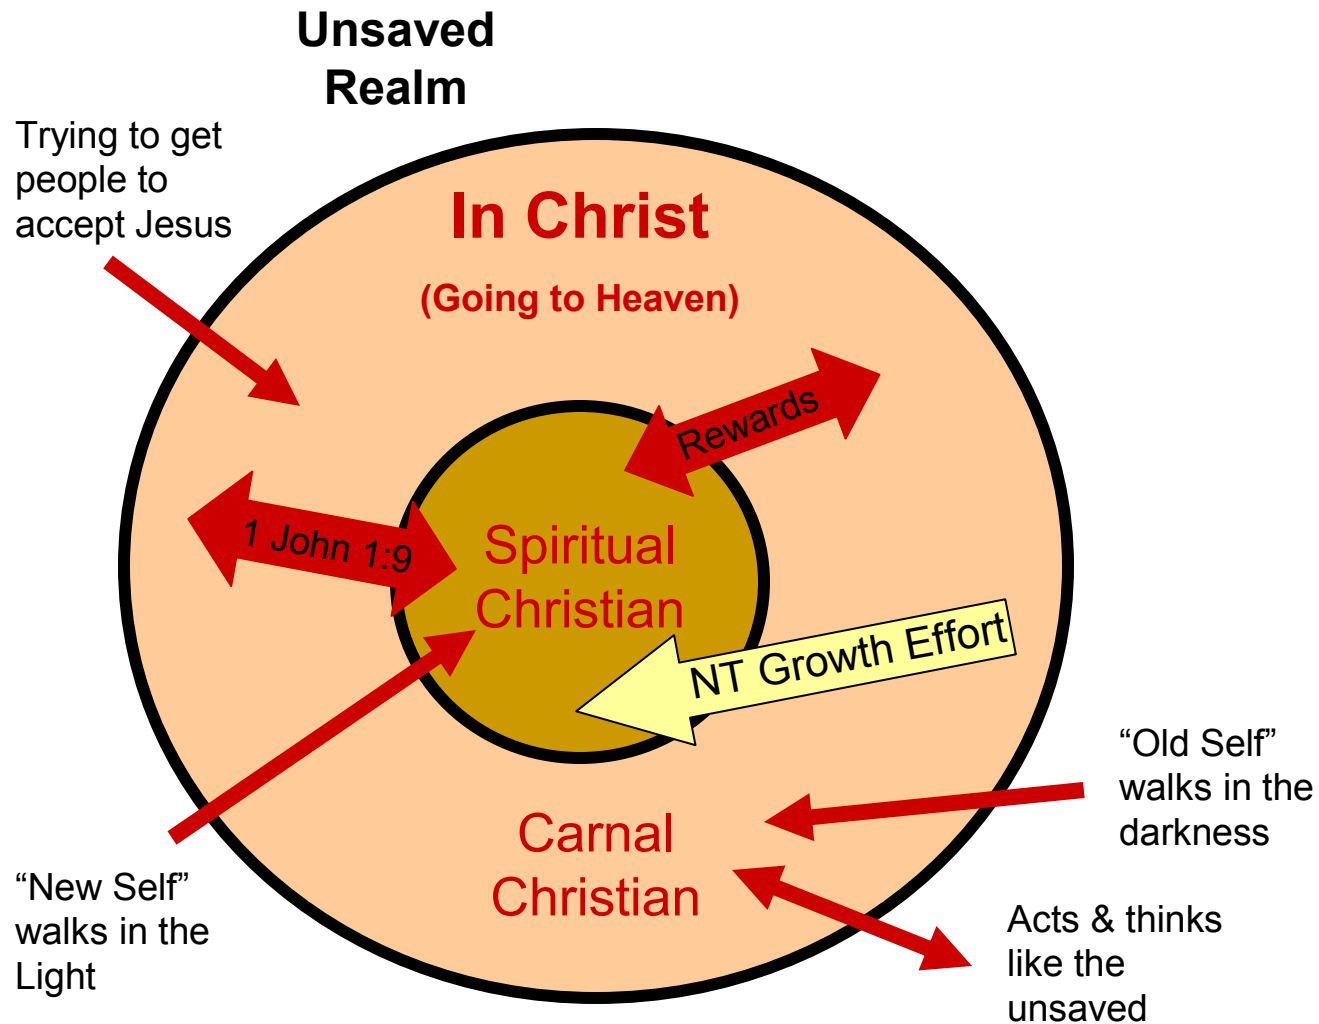 Unsaved
Realm
Trying to get
people to
accept Jesus
In Christ
(Going to Heaven)
Rewards
1 John 1:9
Spiritual
Christian
NT Growth Effort
“Old Self”
walks in the
darkness
Carnal
Christian
“New Self”
walks in the
Light
Acts & thinks
like the
unsaved